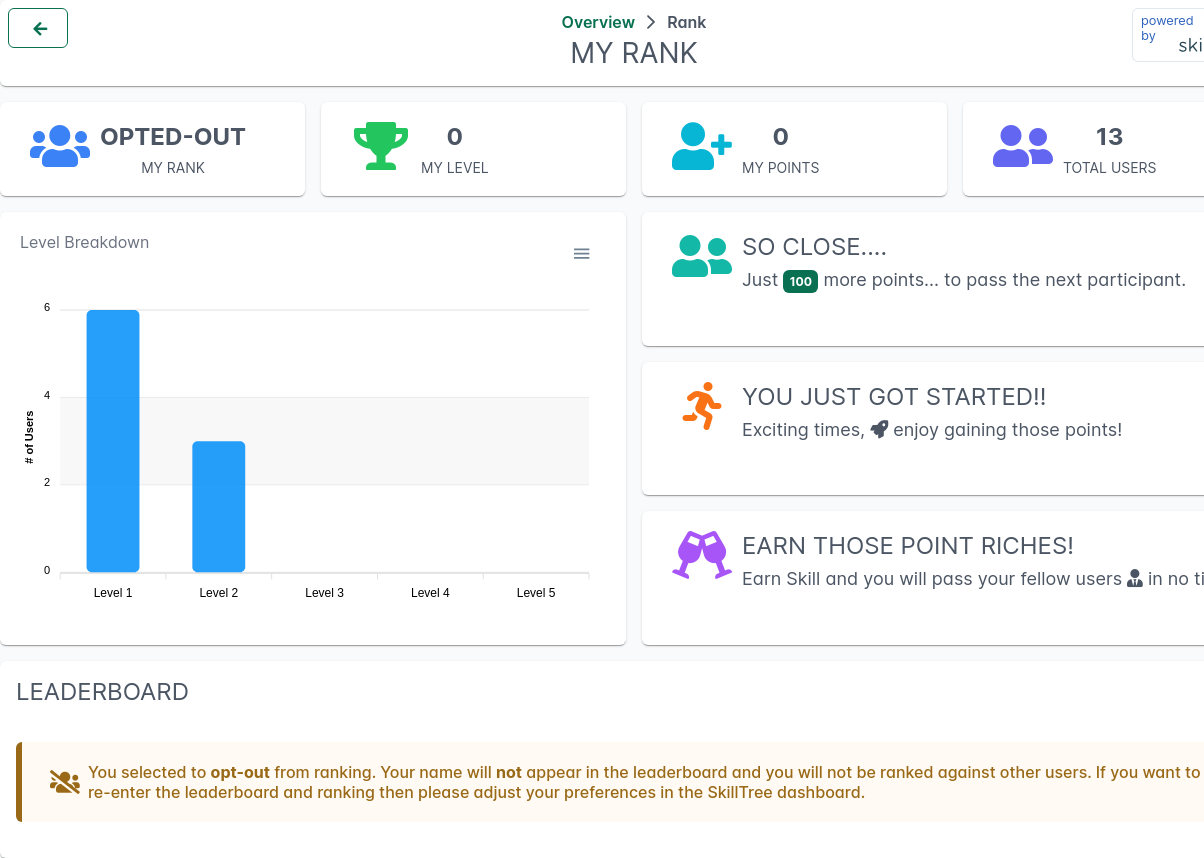 Overview > Rank
MY RANK
powered
by
OPTED-OUT
MY RANK
0
MY LEVEL
0
MY POINTS
13
TOTAL USERS
Level Breakdown
6
4
2
0
# of Users
Level 1
Level 2
Level 3
Level 4
Level 5
SO CLOSE....
Just 100 more points... to pass the next participant.
YOU JUST GOT STARTED!!
Exciting times, enjoy gaining those points!
EARN THOSE POINT RICHES!
Earn Skill and you will pass your fellow users in no
LEADERBOARD
You selected to opt-out from ranking. Your name will not appear in the leaderboard and you will not be ranked against other users. If you want to
re-enter the leaderboard and ranking then please adjust your preferences in the SkillTree dashboard.